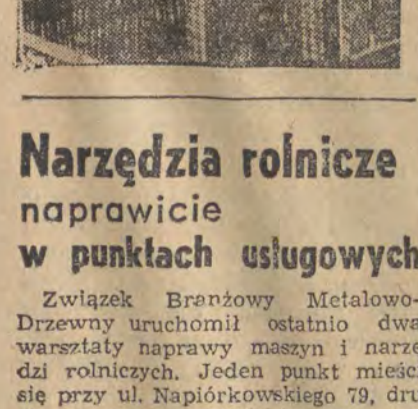 Narzędzia rolnicze
naprawicie
w punktach usługowych
Związek Branżowy Metalowo-
Drzewny uruchomił ostatnio dwa
warsztaty naprawy maszyn i narzę
dzi rolniczych. Jeden punkt mieści
się przy ul. Napiórkowskiego 79, dru